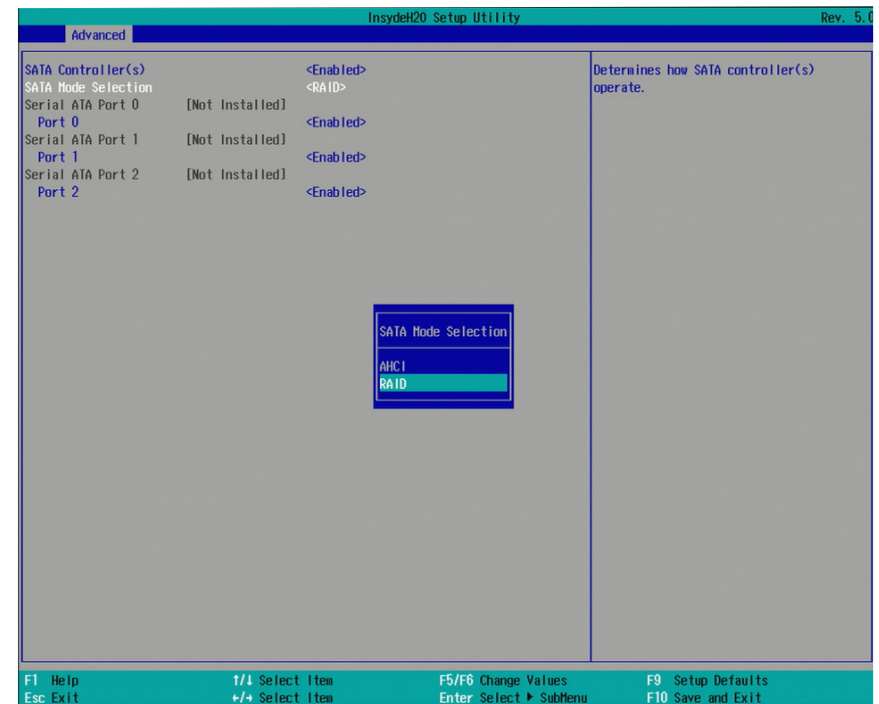 InsydeH20 Setup Utility Rev. 5.0
Advanced
SATA Controller(s) <Enabled>
SATA Mode Selection <RAID>
Serial ATA Port 0 [Not Installed]
Port 0 <Enabled>
Serial ATA Port 1 [Not Installed]
Port 1 <Enabled>
Serial ATA Port 2 [Not Installed]
Port 2 <Enabled>
Determines how SATA controller(s)
operate.
SATA Mode Selection
AHCI
RAID
F1 Help ↑/↓ Select Item F5/F6 Change Values F9 Setup Defaults
Esc Exit ←/→ Select Item Enter Select ▶ SubMenu F10 Save and Exit